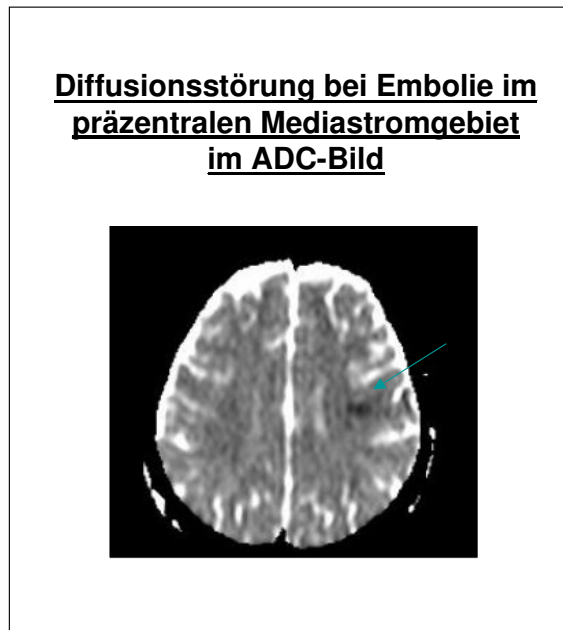 Diffusionsstörung bei Embolie im
präzentralen Mediastromgebiet
im ADC-Bild